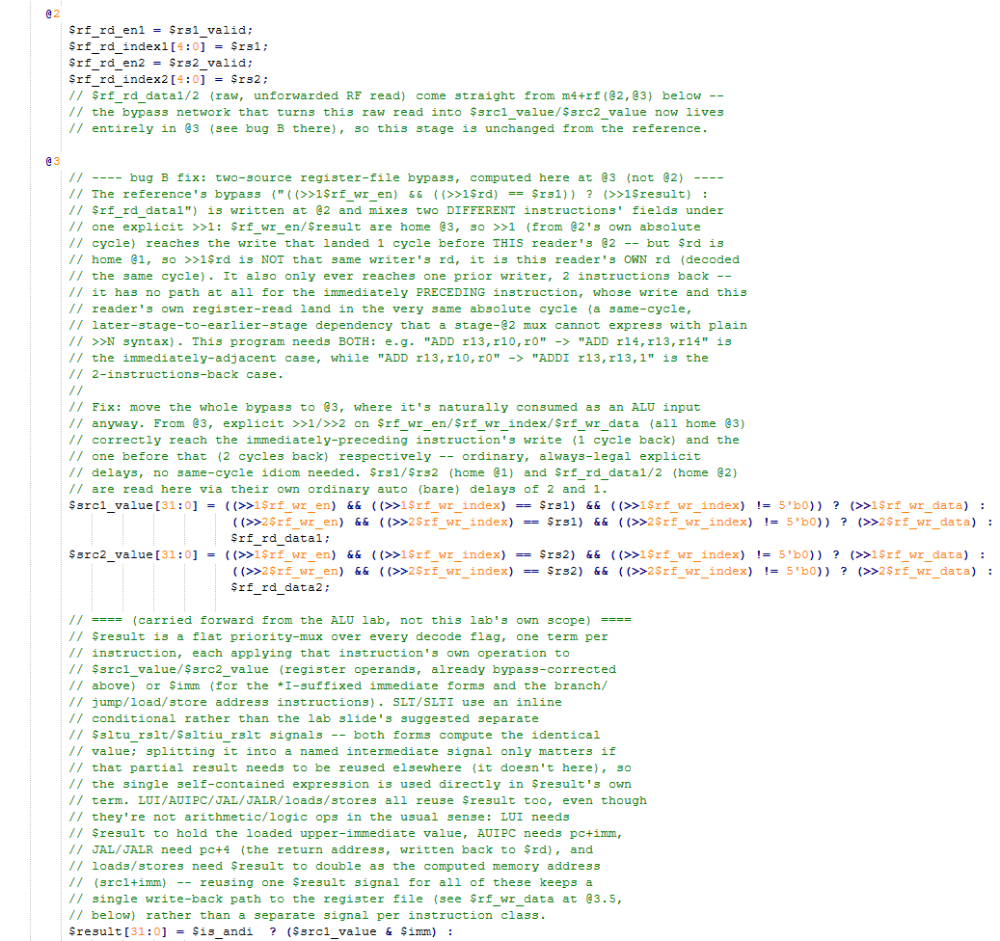 @2
$rf_rd_en1 = $rs1_valid;
$rf_rd_index1[4:0] = $rs1;
$rf_rd_en2 = $rs2_valid;
$rf_rd_index2[4:0] = $rs2;
// $rf_rd_data1/2 (raw, unforwarded RF read) come straight from m4+rf(@2,@3) below --
// the bypass network that turns this raw read into $src1_value/$src2_value now lives
// entirely in @3 (see bug B there), so this stage is unchanged from the reference.
@3
// ---- bug B fix: two-source register-file bypass, computed here at @3 (not @2) ----
// The reference's bypass ("((>>1$rf_wr_en) && ((>>1$rd) == $rs1)) ? (>>1$result) :
// $rf_rd_data1") is written at @2 and mixes two DIFFERENT instructions' fields under
// one explicit >>1: $rf_wr_en/$result are home @3, so >>1 (from @2's own absolute
// cycle) reaches the write that landed 1 cycle before THIS reader's @2 -- but $rd is
// home @1, so >>1$rd is NOT that same writer's rd, it is this reader's OWN rd (decoded
// the same cycle). It also only ever reaches one prior writer, 2 instructions back --
// it has no path at all for the immediately PRECEDING instruction, whose write and this
// reader's own register-read land in the very same absolute cycle (a same-cycle,
// later-stage-to-earlier-stage dependency that a stage-@2 mux cannot express with plain
// >>N syntax). This program needs BOTH: e.g. "ADD r13,r10,r0" -> "ADD r14,r13,r14" is
// the immediately-adjacent case, while "ADD r13,r10,r0" -> "ADDI r13,r13,1" is the
// 2-instructions-back case.
//
// Fix: move the whole bypass to @3, where it's naturally consumed as an ALU input
// anyway. From @3, explicit >>1/>>2 on $rf_wr_en/$rf_wr_index/$rf_wr_data (all home @3)
// correctly reach the immediately-preceding instruction's write (1 cycle back) and the
// one before that (2 cycles back) respectively -- ordinary, always-legal explicit
// delays, no same-cycle idiom needed. $rs1/$rs2 (home @1) and $rf_rd_data1/2 (home @2)
// are read here via their own ordinary auto (bare) delays of 2 and 1.
$src1_value[31:0] = ((>>1$rf_wr_en) && ((>>1$rf_wr_index) == $rs1) && ((>>1$rf_wr_index) != 5'b0)) ? (>>1$rf_wr_data) :
((>>2$rf_wr_en) && ((>>2$rf_wr_index) == $rs1) && ((>>2$rf_wr_index) != 5'b0)) ? (>>2$rf_wr_data) :
$rf_rd_data1;
$src2_value[31:0] = ((>>1$rf_wr_en) && ((>>1$rf_wr_index) == $rs2) && ((>>1$rf_wr_index) != 5'b0)) ? (>>1$rf_wr_data) :
((>>2$rf_wr_en) && ((>>2$rf_wr_index) == $rs2) && ((>>2$rf_wr_index) != 5'b0)) ? (>>2$rf_wr_data) :
$rf_rd_data2;
// ==== (carried forward from the ALU lab, not this lab's own scope) ====
// $result is a flat priority-mux over every decode flag, one term per
// instruction, each applying that instruction's own operation to
// $src1_value/$src2_value (register operands, already bypass-corrected
// above) or $imm (for the *I-suffixed immediate forms and the branch/
// jump/load/store address instructions). SLT/SLTI use an inline
// conditional rather than the lab slide's suggested separate
// $sltu_rslt/$sltiu_rslt signals -- both forms compute the identical
// value; splitting it into a named intermediate signal only matters if
// that partial result needs to be reused elsewhere (it doesn't here), so
// the single self-contained expression is used directly in $result's own
// term. LUI/AUIPC/JAL/JALR/loads/stores all reuse $result too, even though
// they're not arithmetic/logic ops in the usual sense: LUI needs
// $result to hold the loaded upper-immediate value, AUIPC needs pc+imm,
// JAL/JALR need pc+4 (the return address, written back to $rd), and
// loads/stores need $result to double as the computed memory address
// (src1+imm) -- reusing one $result signal for all of these keeps a
// single write-back path to the register file (see $rf_wr_data at @3.5,
// below) rather than a separate signal per instruction class.
$result[31:0] = $is_andi ? ($src1_value & $imm) :